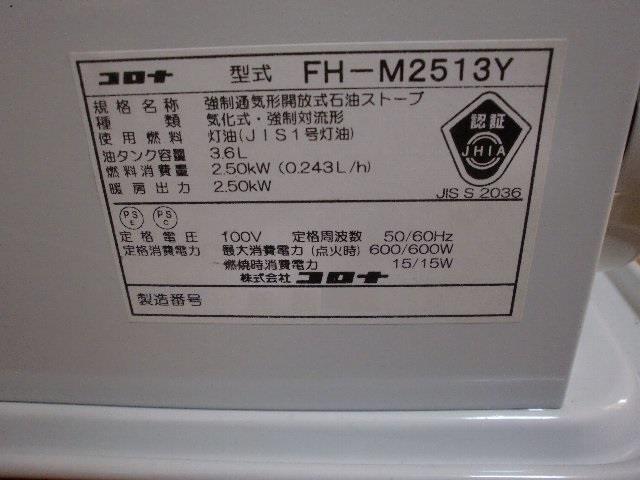 コロナ 型式 FH-M2513Y
規格名称 強制通気形開放式石油ストーブ
種類 気化式・強制対流形
使用燃料 灯油(JIS1号灯油)
油タンク容量 3.6L
燃料消費量 2.50kW (0.243L/h)
暖房出力 2.50kW
認証
JHIA
JIS S 2036
PS E PS C
定格電圧 100V 定格周波数 50/60Hz
定格消費電力 最大消費電力(点火時) 600/600W
燃焼時消費電力 15/15W
株式会社 コロナ
製造番号